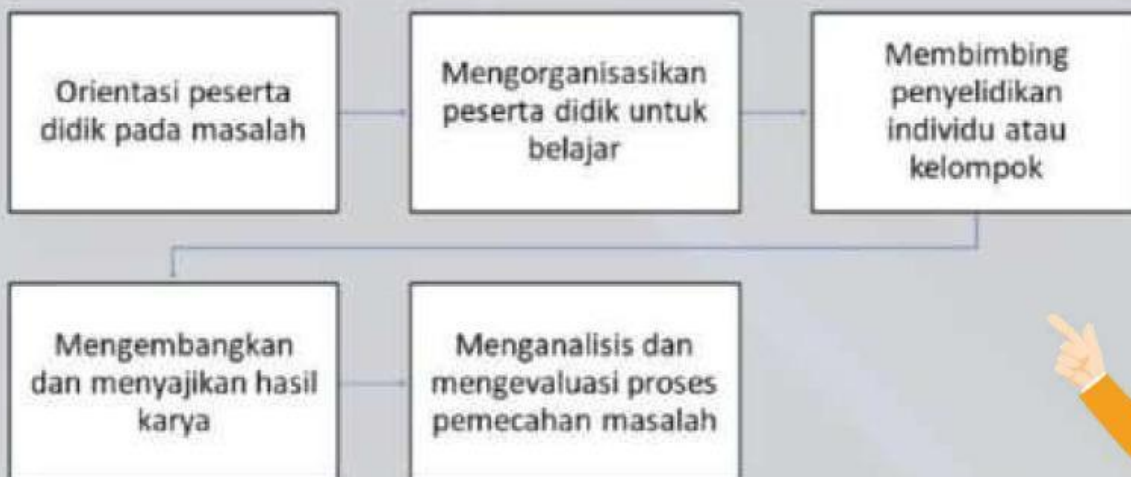 Orientasi peserta
didik pada masalah
Mengorganisasikan
peserta didik untuk
belajar
Membimbing
penyelidikan
individu atau
kelompok
Mengembangkan
dan menyajikan hasil
karya
Menganalisis dan
mengevaluasi proses
pemecahan masalah